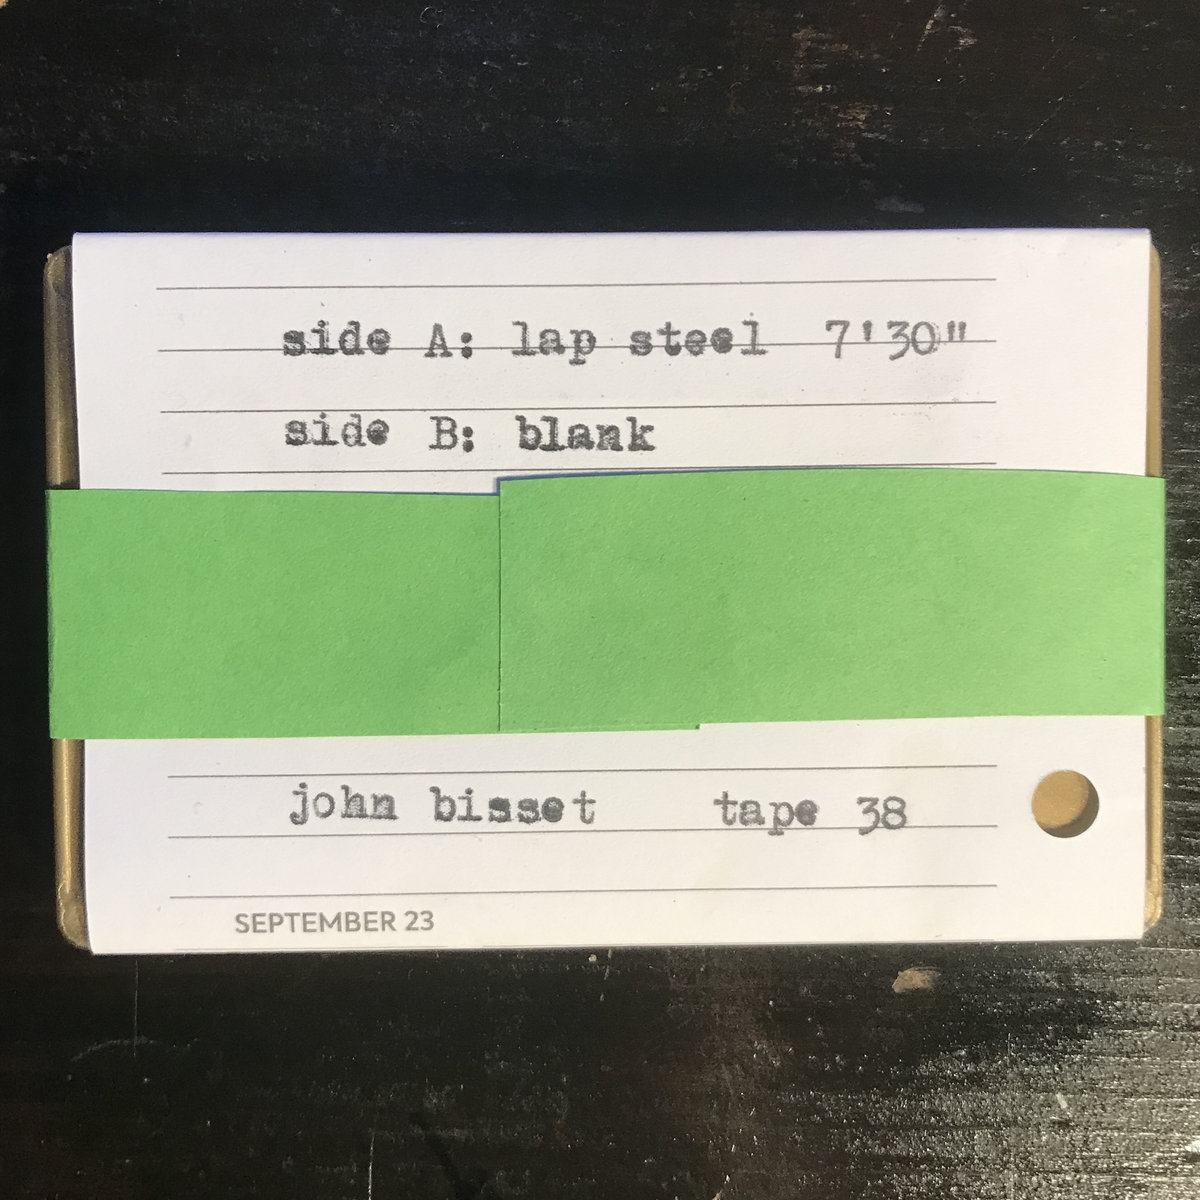 side A: lap steel 7'30"
side B: blank
john bisset tape 38
SEPTEMBER 23